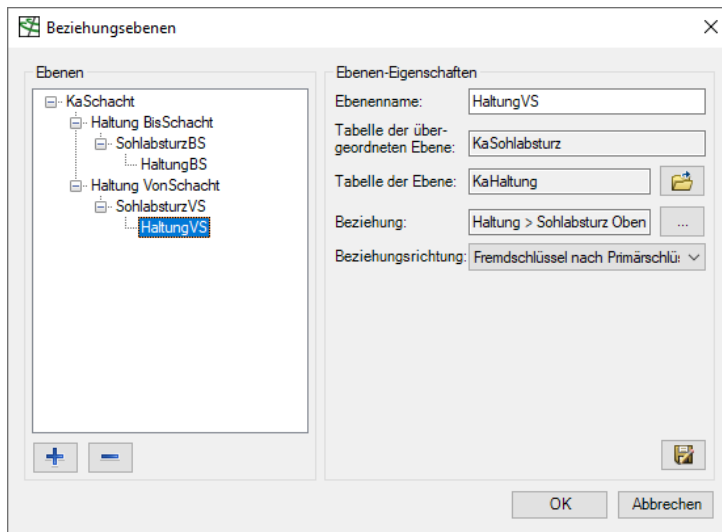 Beziehungsebenen
Ebenen
KaSchacht
Haltung BisSchacht
SohlabsturzBS
HaltungBS
Haltung VonSchacht
SohlabsturzVS
HaltungVS
Ebenen-Eigenschaften
Ebenenname: HaltungVS
Tabelle der über-
geordneten Ebene: KaSohlabsturz
Tabelle der Ebene: KaHaltung
Beziehung: Haltung > Sohlabsturz Oben ...
Beziehungsrichtung: Fremdschlüssel nach Primärschlüs
OK Abbrechen